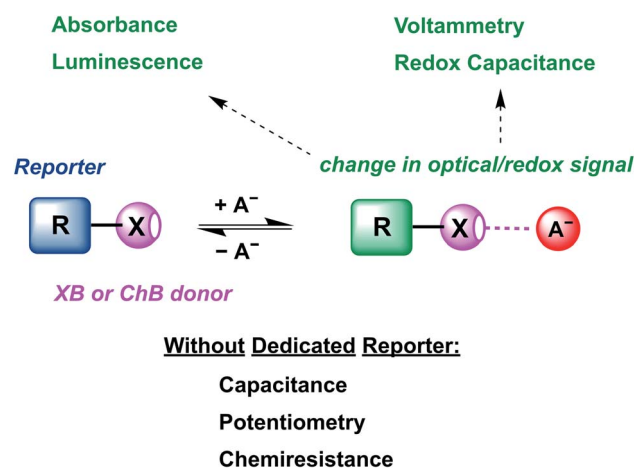 Absorbance
Luminescence
Voltammetry
Redox Capacitance
Reporter
change in optical/redox signal
R
X
+ A⁻
− A⁻
R
X
A⁻
XB or ChB donor
Without Dedicated Reporter:
Capacitance
Potentiometry
Chemiresistance